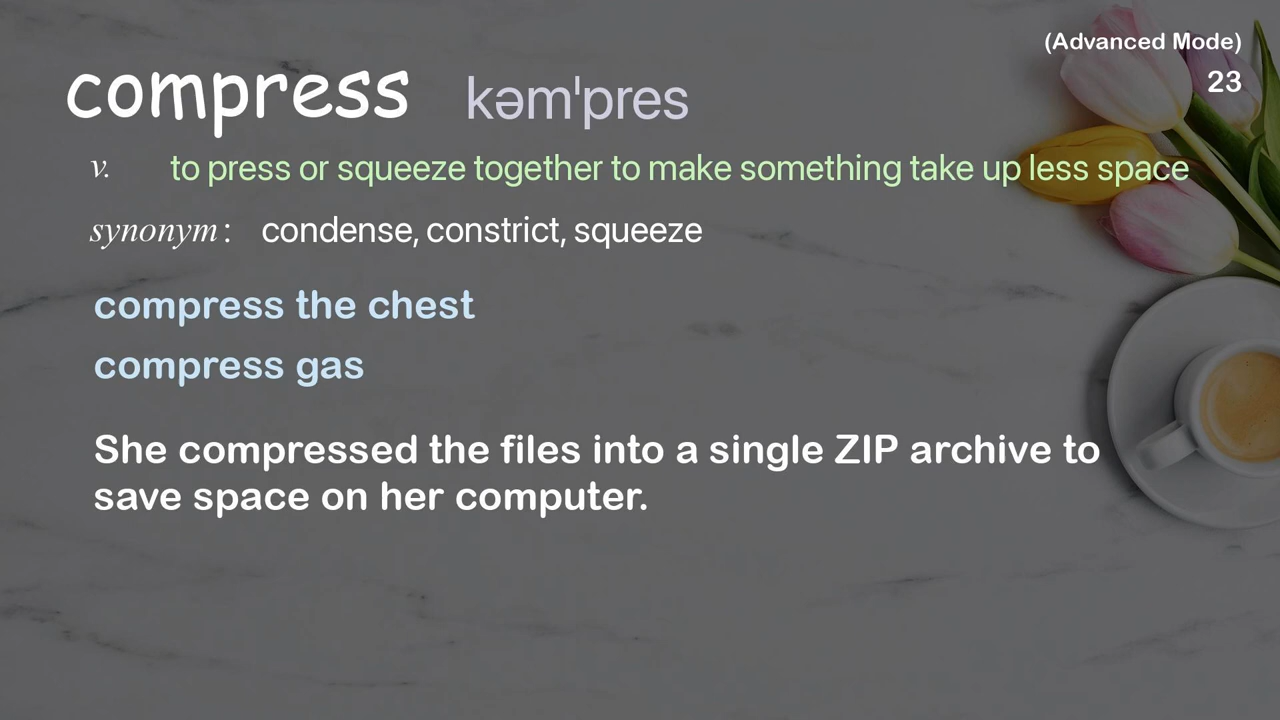 (Advanced Mode)
23
compress kəmˈpres
v. to press or squeeze together to make something take up less space
synonym : condense, constrict, squeeze
compress the chest
compress gas
She compressed the files into a single ZIP archive to
save space on her computer.